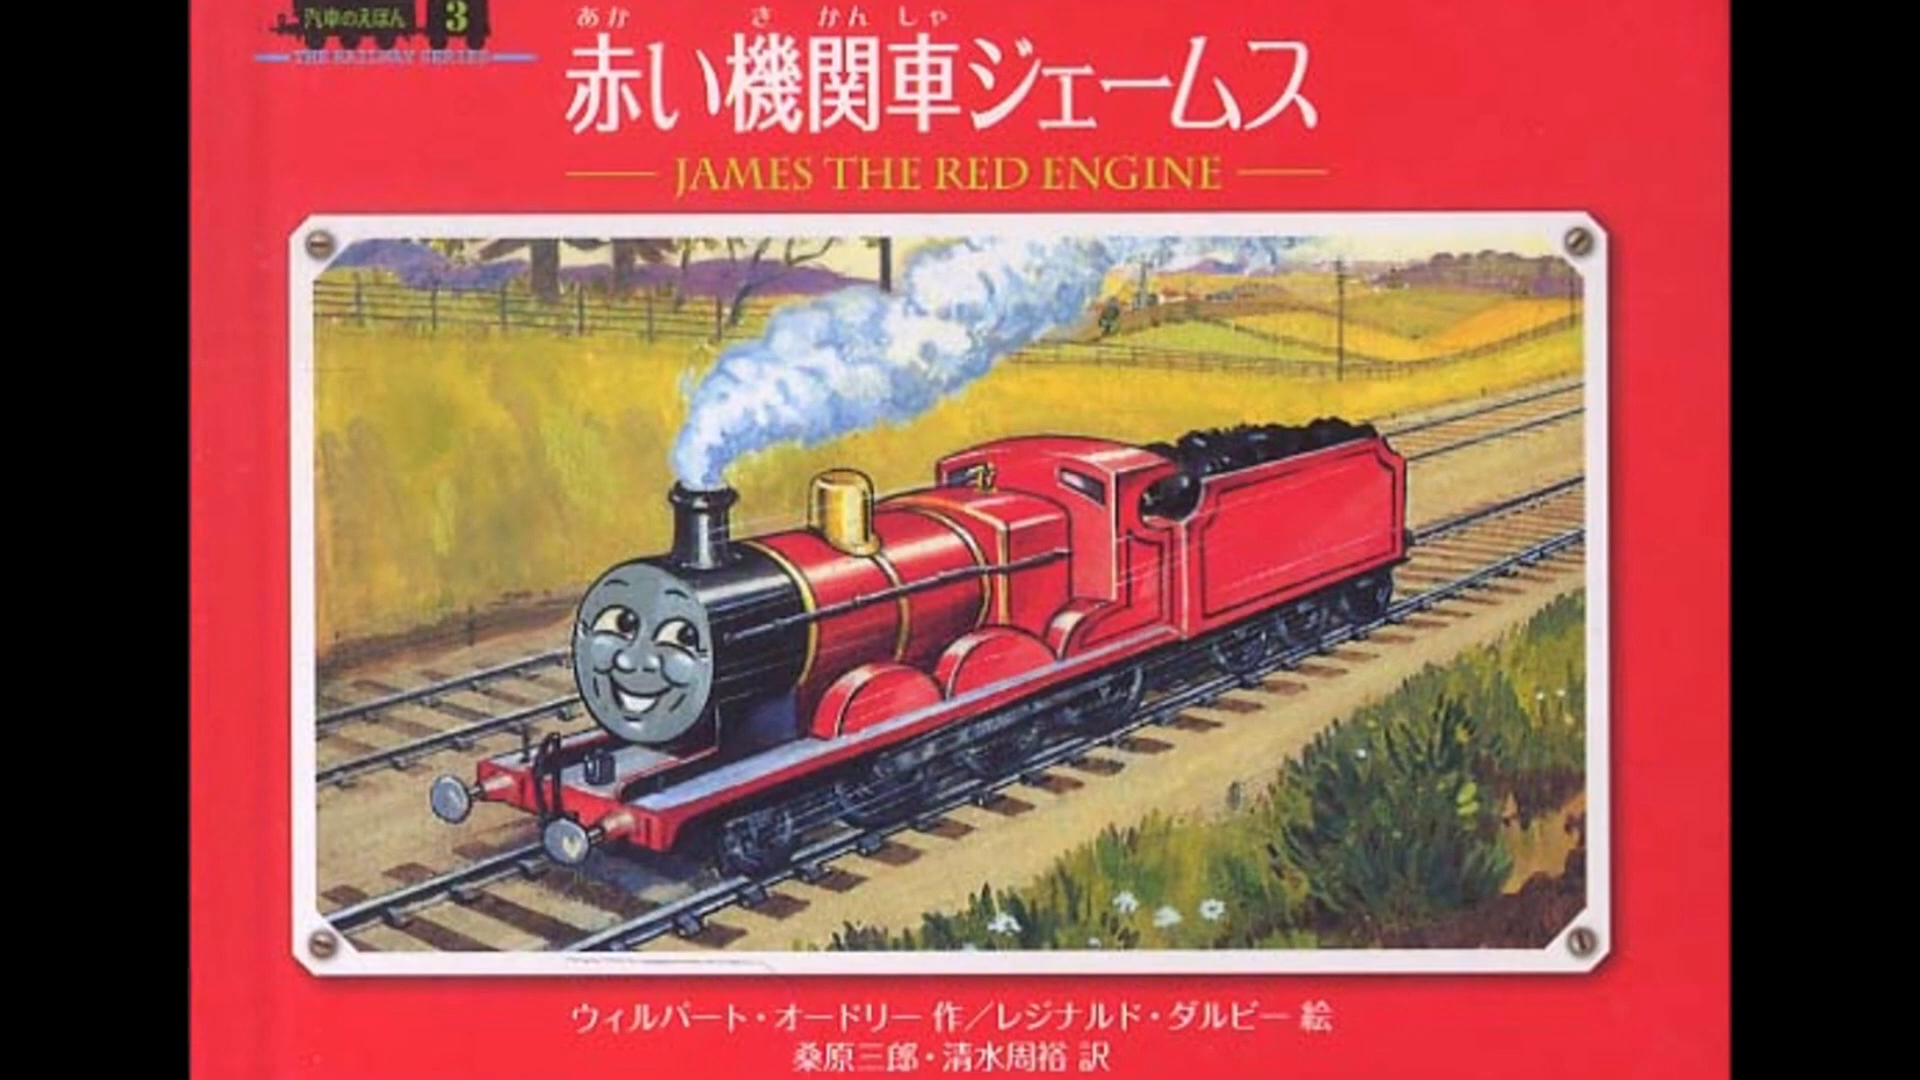 汽車のえほん 3
THE RAILWAY SERIES
あか き かんしゃ
赤い機関車ジェームス
JAMES THE RED ENGINE
ウィルバート・オードリー 作／レジナルド・ダルビー 絵
桑原三郎・清水周裕 訳